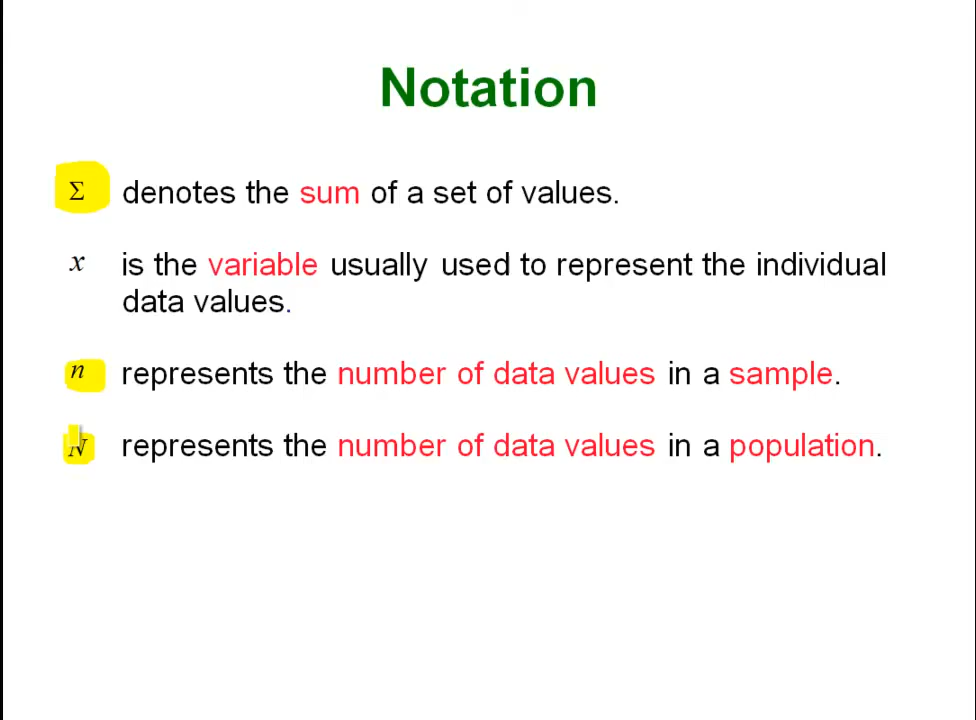 Notation
Σ denotes the sum of a set of values.
x is the variable usually used to represent the individual
data values.
n represents the number of data values in a sample.
N represents the number of data values in a population.